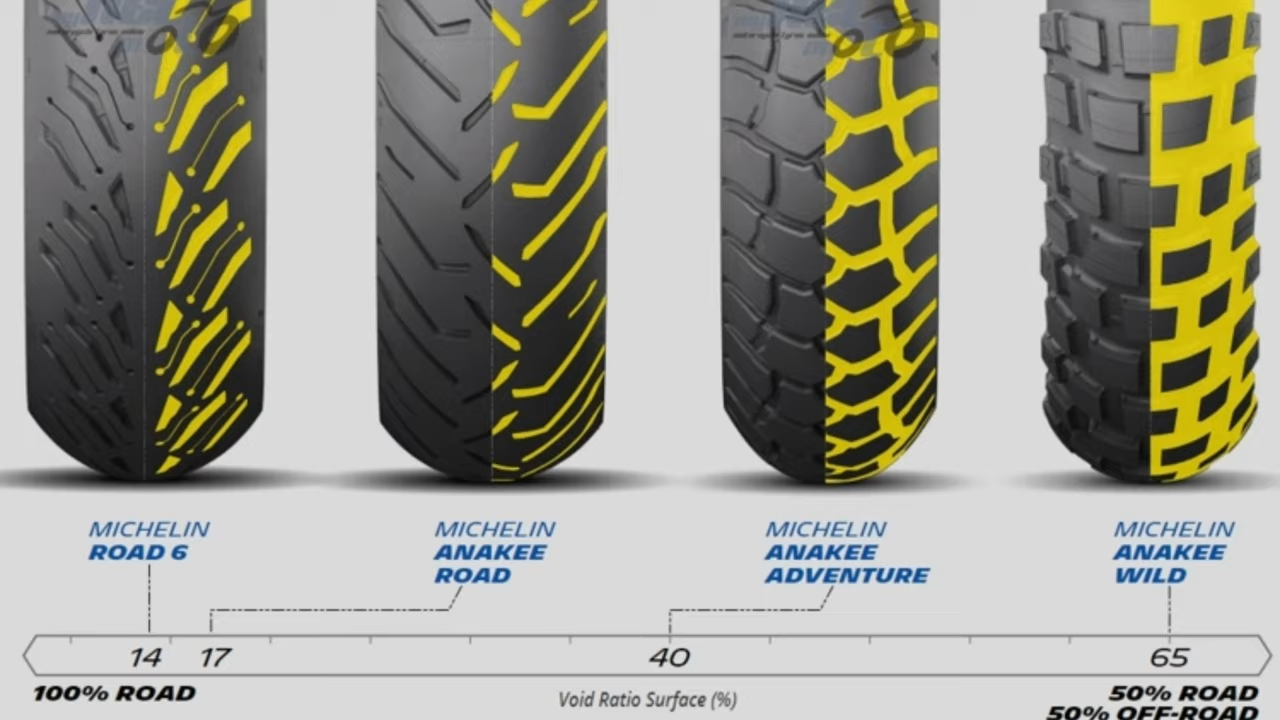 MICHELIN
ROAD 6
MICHELIN
ANAKEE
ROAD
MICHELIN
ANAKEE
ADVENTURE
MICHELIN
ANAKEE
WILD
14
17
40
65
100% ROAD
Void Ratio Surface (%)
50% ROAD
50% OFF-ROAD